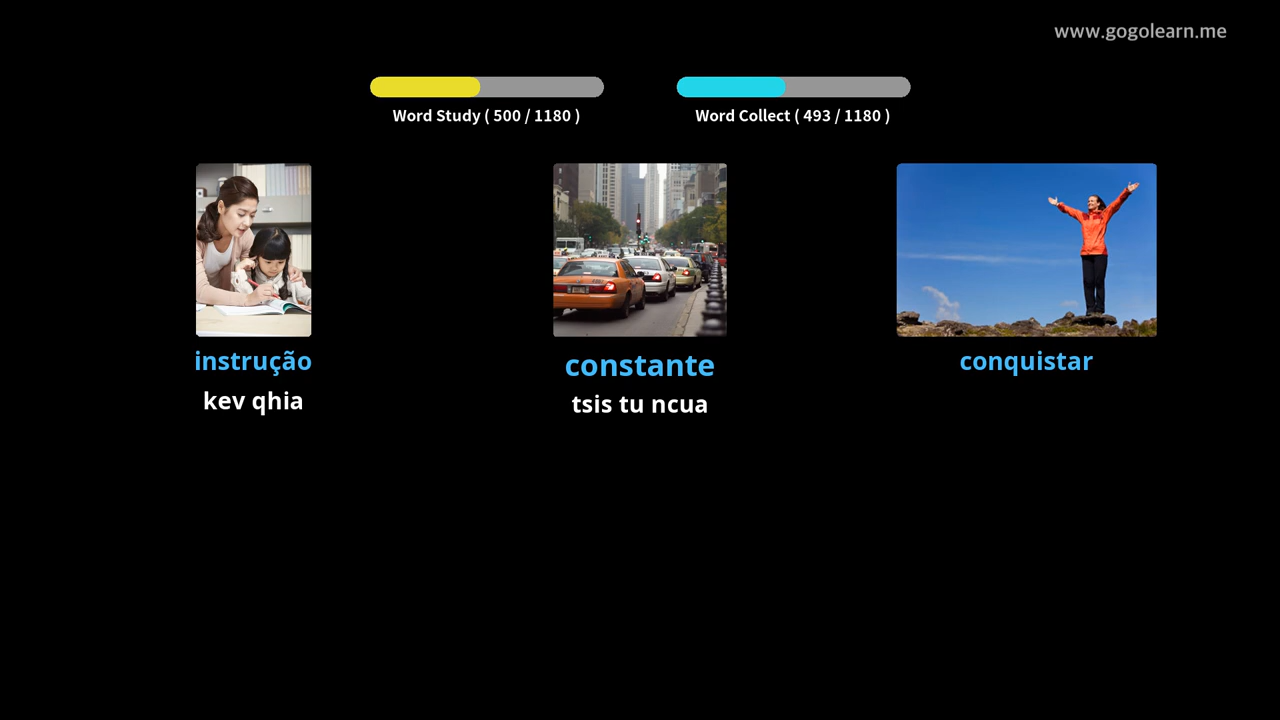 www.gogolearn.me
Word Study ( 500 / 1180 )
Word Collect ( 493 / 1180 )
instrução
kev qhia
constante
tsis tu ncua
conquistar